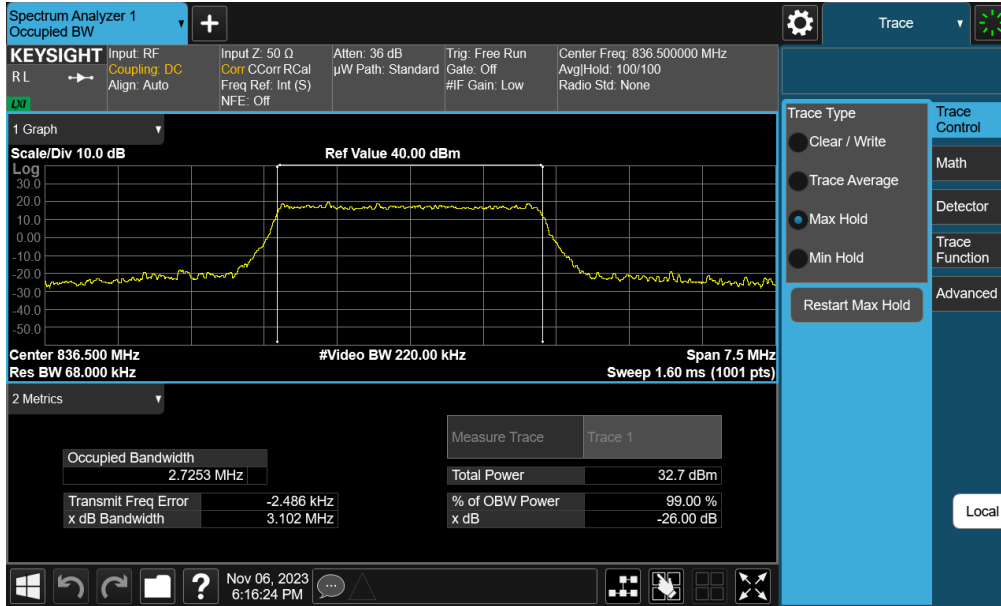 Spectrum Analyzer 1
Occupied BW
Trace
KEYSIGHT
RL
LXI
Input: RF
Coupling: DC
Align: Auto
Input Z: 50 Ω
Corr CCorr RCal
Freq Ref: Int (S)
NFE: Off
Atten: 36 dB
µW Path: Standard
Trig: Free Run
Gate: Off
#IF Gain: Low
Center Freq: 836.500000 MHz
Avg|Hold: 100/100
Radio Std: None
1 Graph
Scale/Div 10.0 dB
Ref Value 40.00 dBm
Log
30.0
20.0
10.0
0.00
-10.0
-20.0
-30.0
-40.0
-50.0
Center 836.500 MHz
#Video BW 220.00 kHz
Span 7.5 MHz
Res BW 68.000 kHz
Sweep 1.60 ms (1001 pts)
2 Metrics
Measure Trace
Trace 1
Occupied Bandwidth
2.7253 MHz
Total Power
32.7 dBm
Transmit Freq Error
-2.486 kHz
% of OBW Power
99.00 %
x dB Bandwidth
3.102 MHz
x dB
-26.00 dB
Trace Type
Clear / Write
Trace Average
Max Hold
Min Hold
Restart Max Hold
Trace
Control
Math
Detector
Trace
Function
Advanced
Local
?
Nov 06, 2023
6:16:24 PM